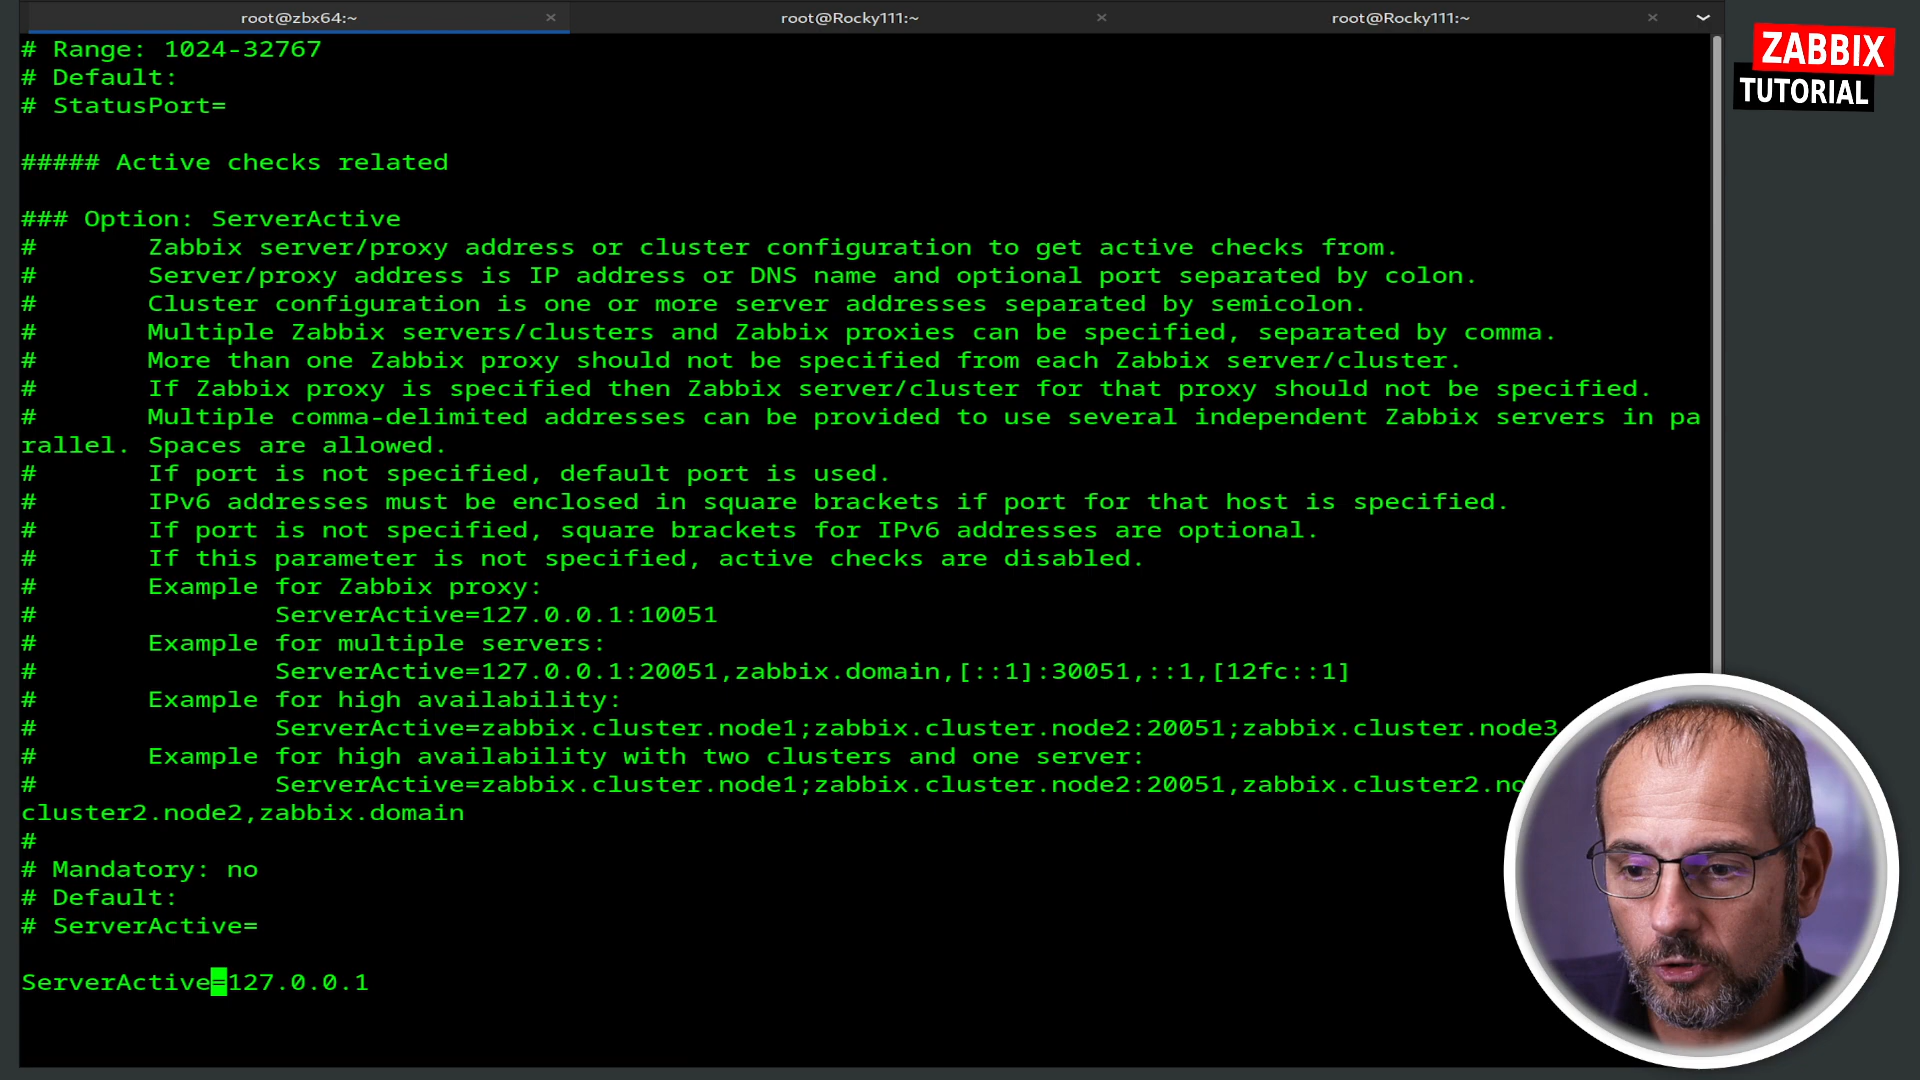 root@zbx64:~ × root@Rocky111:~ × root@Rocky111:~ ×
ZABBIX
TUTORIAL
# Range: 1024-32767
# Default:
# StatusPort=
##### Active checks related
### Option: ServerActive
# Zabbix server/proxy address or cluster configuration to get active checks from.
# Server/proxy address is IP address or DNS name and optional port separated by colon.
# Cluster configuration is one or more server addresses separated by semicolon.
# Multiple Zabbix servers/clusters and Zabbix proxies can be specified, separated by comma.
# More than one Zabbix proxy should not be specified from each Zabbix server/cluster.
# If Zabbix proxy is specified then Zabbix server/cluster for that proxy should not be specified.
# Multiple comma-delimited addresses can be provided to use several independent Zabbix servers in pa
rallel. Spaces are allowed.
# If port is not specified, default port is used.
# IPv6 addresses must be enclosed in square brackets if port for that host is specified.
# If port is not specified, square brackets for IPv6 addresses are optional.
# If this parameter is not specified, active checks are disabled.
# Example for Zabbix proxy:
# ServerActive=127.0.0.1:10051
# Example for multiple servers:
# ServerActive=127.0.0.1:20051,zabbix.domain,[::1]:30051,::1,[12fc::1]
# Example for high availability:
# ServerActive=zabbix.cluster.node1;zabbix.cluster.node2:20051;zabbix.cluster.node3
# Example for high availability with two clusters and one server:
# ServerActive=zabbix.cluster.node1;zabbix.cluster.node2:20051,zabbix.cluster2.no
cluster2.node2,zabbix.domain
#
# Mandatory: no
# Default:
# ServerActive=
ServerActive=127.0.0.1